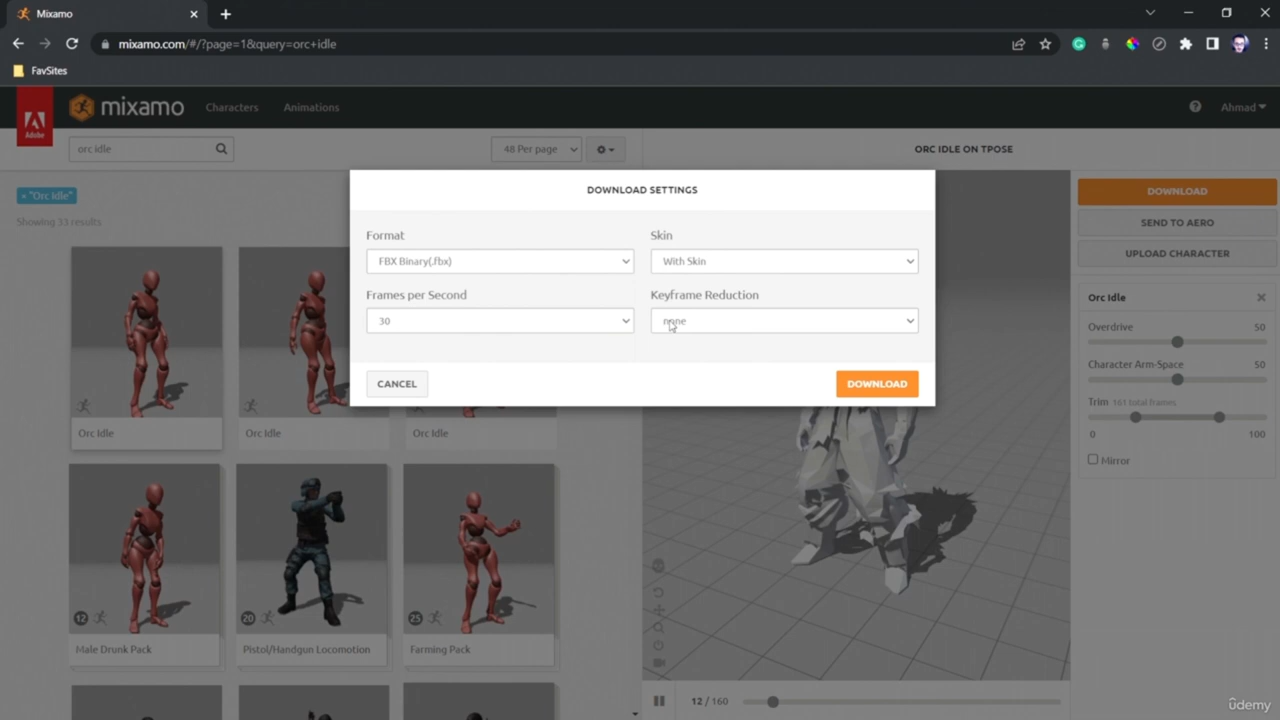 Mixamo
mixamo.com/#/?page=1&query=orc+idle
FavSites
Adobe
mixamo
Characters
Animations
Ahmad
orc idle
48 Per page
ORC IDLE ON TPOSE
× "Orc Idle"
Showing 33 results
DOWNLOAD SETTINGS
Format
Skin
FBX Binary(.fbx)
With Skin
Frames per Second
Keyframe Reduction
30
none
CANCEL
DOWNLOAD
DOWNLOAD
SEND TO AERO
UPLOAD CHARACTER
Orc Idle
Overdrive
50
Character Arm-Space
50
Trim 161 total frames
0
100
Mirror
Orc Idle
Orc Idle
Orc Idle
12
20
25
Male Drunk Pack
Pistol/Handgun Locomotion
Farming Pack
12 / 160
ûdemy